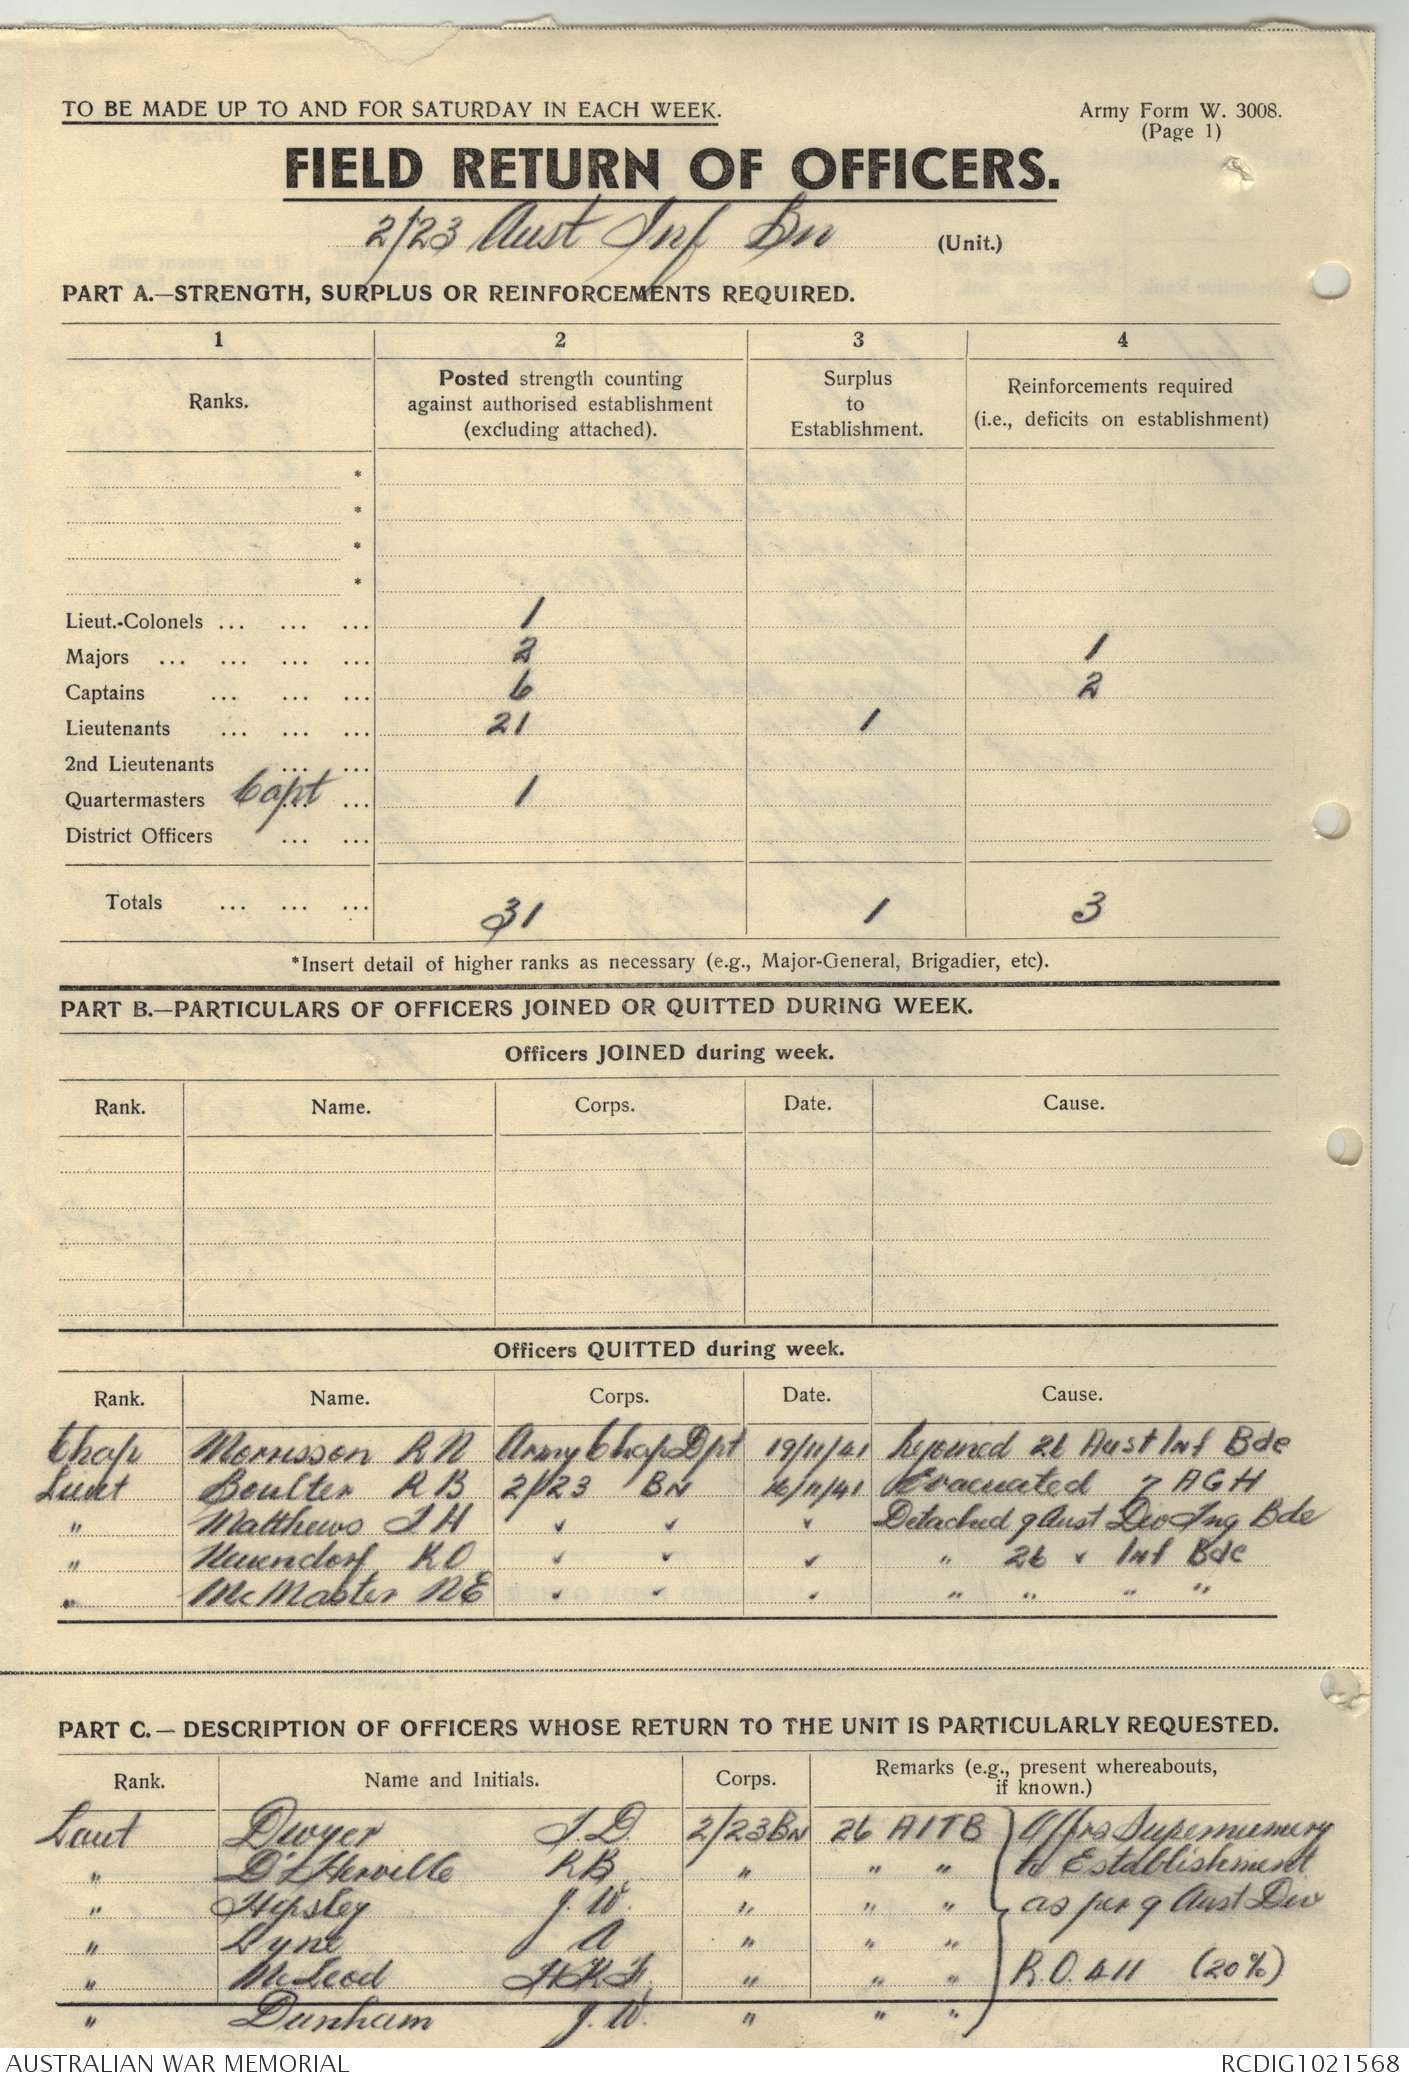 TO BE MADE UP TO AND FOR SATURDAY IN EACH WEEK.
Army Form W. 3008.
(Page 1)
FIELD RETURN OF OFFICERS.
2/23 Aust Inf Bn (Unit.)
PART A.—STRENGTH, SURPLUS OR REINFORCEMENTS REQUIRED.
1 2 3 4
Ranks. Posted strength counting against authorised establishment (excluding attached). Surplus to Establishment. Reinforcements required (i.e., deficits on establishment)
*
*
*
*
Lieut.-Colonels ... ... ... 1
Majors ... ... ... ... 2 1
Captains ... ... ... 6 2
Lieutenants ... ... ... 21 1
2nd Lieutenants ... ...
Quartermasters Capt ... ... 1
District Officers ... ...
Totals ... ... ... 31 1 3
*Insert detail of higher ranks as necessary (e.g., Major-General, Brigadier, etc).
PART B.—PARTICULARS OF OFFICERS JOINED OR QUITTED DURING WEEK.
Officers JOINED during week.
Rank. Name. Corps. Date. Cause.
Officers QUITTED during week.
Rank. Name. Corps. Date. Cause.
Chap Morrisson R N Army Chap Dpt 19/11/41 Rejoined 26 Aust Inf Bde
Lieut Boulter R B 2/23 BN 16/11/41 Evacuated 7 AGH
" Matthews J H " " " Detached 9 Aust Div Bde
" K O " " " " 26 " Inf Bde
" McMaster N E " " " " " " "
PART C.— DESCRIPTION OF OFFICERS WHOSE RETURN TO THE UNIT IS PARTICULARLY REQUESTED.
Rank. Name and Initials. Corps. Remarks (e.g., present whereabouts, if known.)
Lieut Dwyer J.D. 2/23 BN 26 AITB Offrs Supernumery
" D'Herville R B. " " " to Establishment
" Hipsley J. W. " " " as per 9 Aust Div
" Lyne A " " "
" McLeod " " " R.O. 411 (20%)
" Dunham J. W. " " "
AUSTRALIAN WAR MEMORIAL
RCDIG1021568